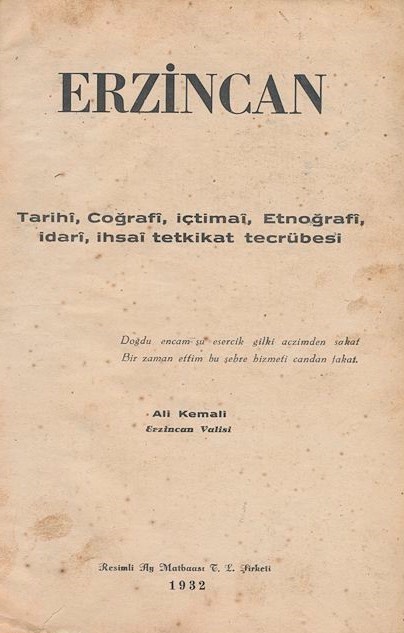 ERZİNCAN
Tarihî, Coğrafî, içtimaî, Etnoğrafî,
idarî, ihsaî tetkikat tecrübesi
Doğdu encam şu esercik gilki aczimden sakat
Bir zaman ettim bu şehre hizmeti candan fakat.
Ali Kemali
Erzincan Valisi
Resimli Ay Matbaası T. L. Şirketi
1932